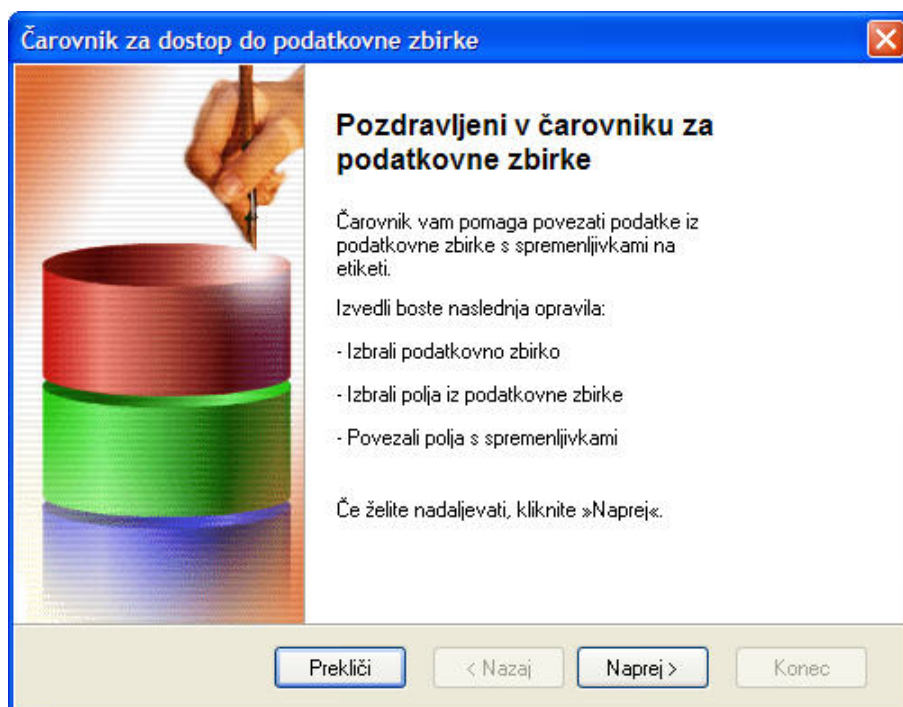 Čarovnik za dostop do podatkovne zbirke
Pozdravljeni v čarovniku za
podatkovne zbirke
Čarovnik vam pomaga povezati podatke iz
podatkovne zbirke s spremenljivkami na
etiketi.
Izvedli boste naslednja opravila:
- Izbrali podatkovno zbirko
- Izbrali polja iz podatkovne zbirke
- Povezali polja s spremenljivkami
Če želite nadaljevati, kliknite »Naprej«.
Prekliči < Nazaj Naprej > Konec